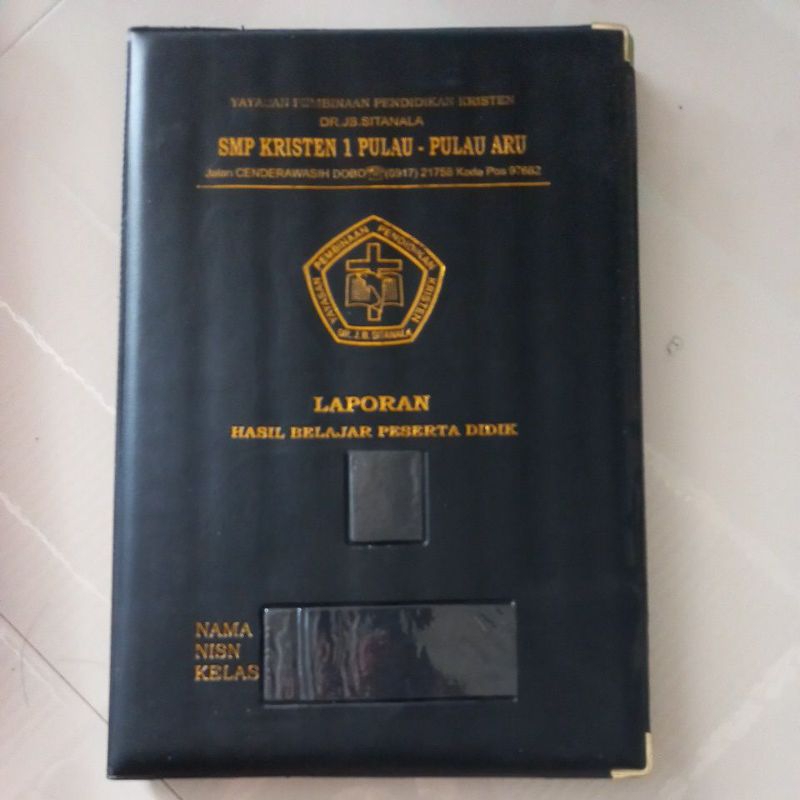 YAYASAN PEMBINAAN PENDIDIKAN KRISTEN
DR.JB.SITANALA
SMP KRISTEN 1 PULAU - PULAU ARU
Jalan CENDERAWASIH DOBO ☎ (0917) 21758 Kode Pos 97662
YAYASAN PEMBINAAN PENDIDIKAN KRISTEN
DR. J.B. SITANALA
LAPORAN
HASIL BELAJAR PESERTA DIDIK
NAMA
NISN
KELAS